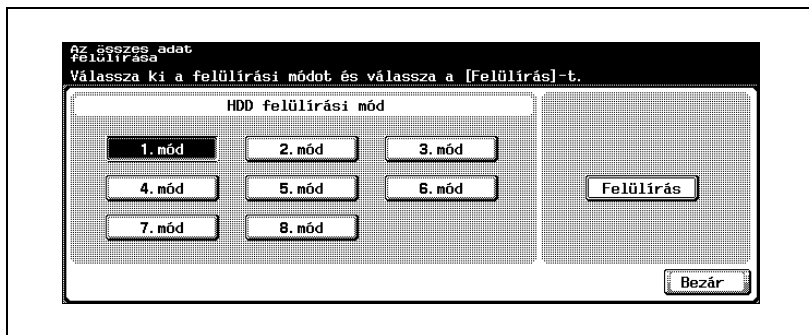 Az összes adat
felülírása
Válassza ki a felülírási módot és válassza a [Felülírás]-t.
HDD felülírási mód
1. mód 2. mód 3. mód
4. mód 5. mód 6. mód Felülírás
7. mód 8. mód
Bezár